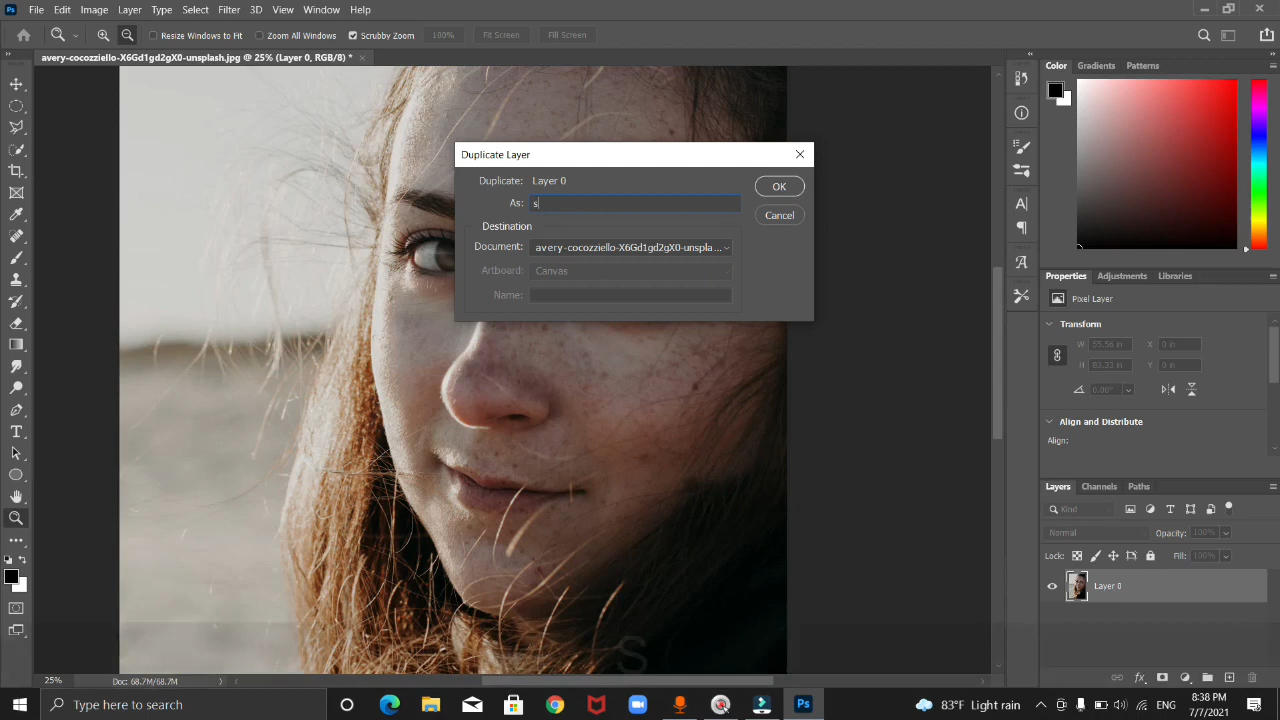 Ps File Edit Image Layer Type Select Filter 3D View Window Help
Resize Windows to Fit Zoom All Windows Scrubby Zoom 100% Fit Screen Fill Screen
avery-cocozziello-X6Gd1gd2gX0-unsplash.jpg @ 25% (Layer 0, RGB/8) *
Color Gradients Patterns
Duplicate Layer
Duplicate: Layer 0
As: s
OK
Cancel
Destination
Document: avery-cocozziello-X6Gd1gd2gX0-unspla...
Artboard: Canvas
Name:
Properties Adjustments Libraries
Pixel Layer
Transform
W 55.56 in X 0 in
H 83.33 in Y 0 in
0.00°
Align and Distribute
Align:
Layers Channels Paths
Kind
Normal Opacity: 100%
Lock: Fill: 100%
Layer 0
S
25% Doc: 68.7M/68.7M
Type here to search
Ps
83°F Light rain
ENG
8:38 PM
7/7/2021